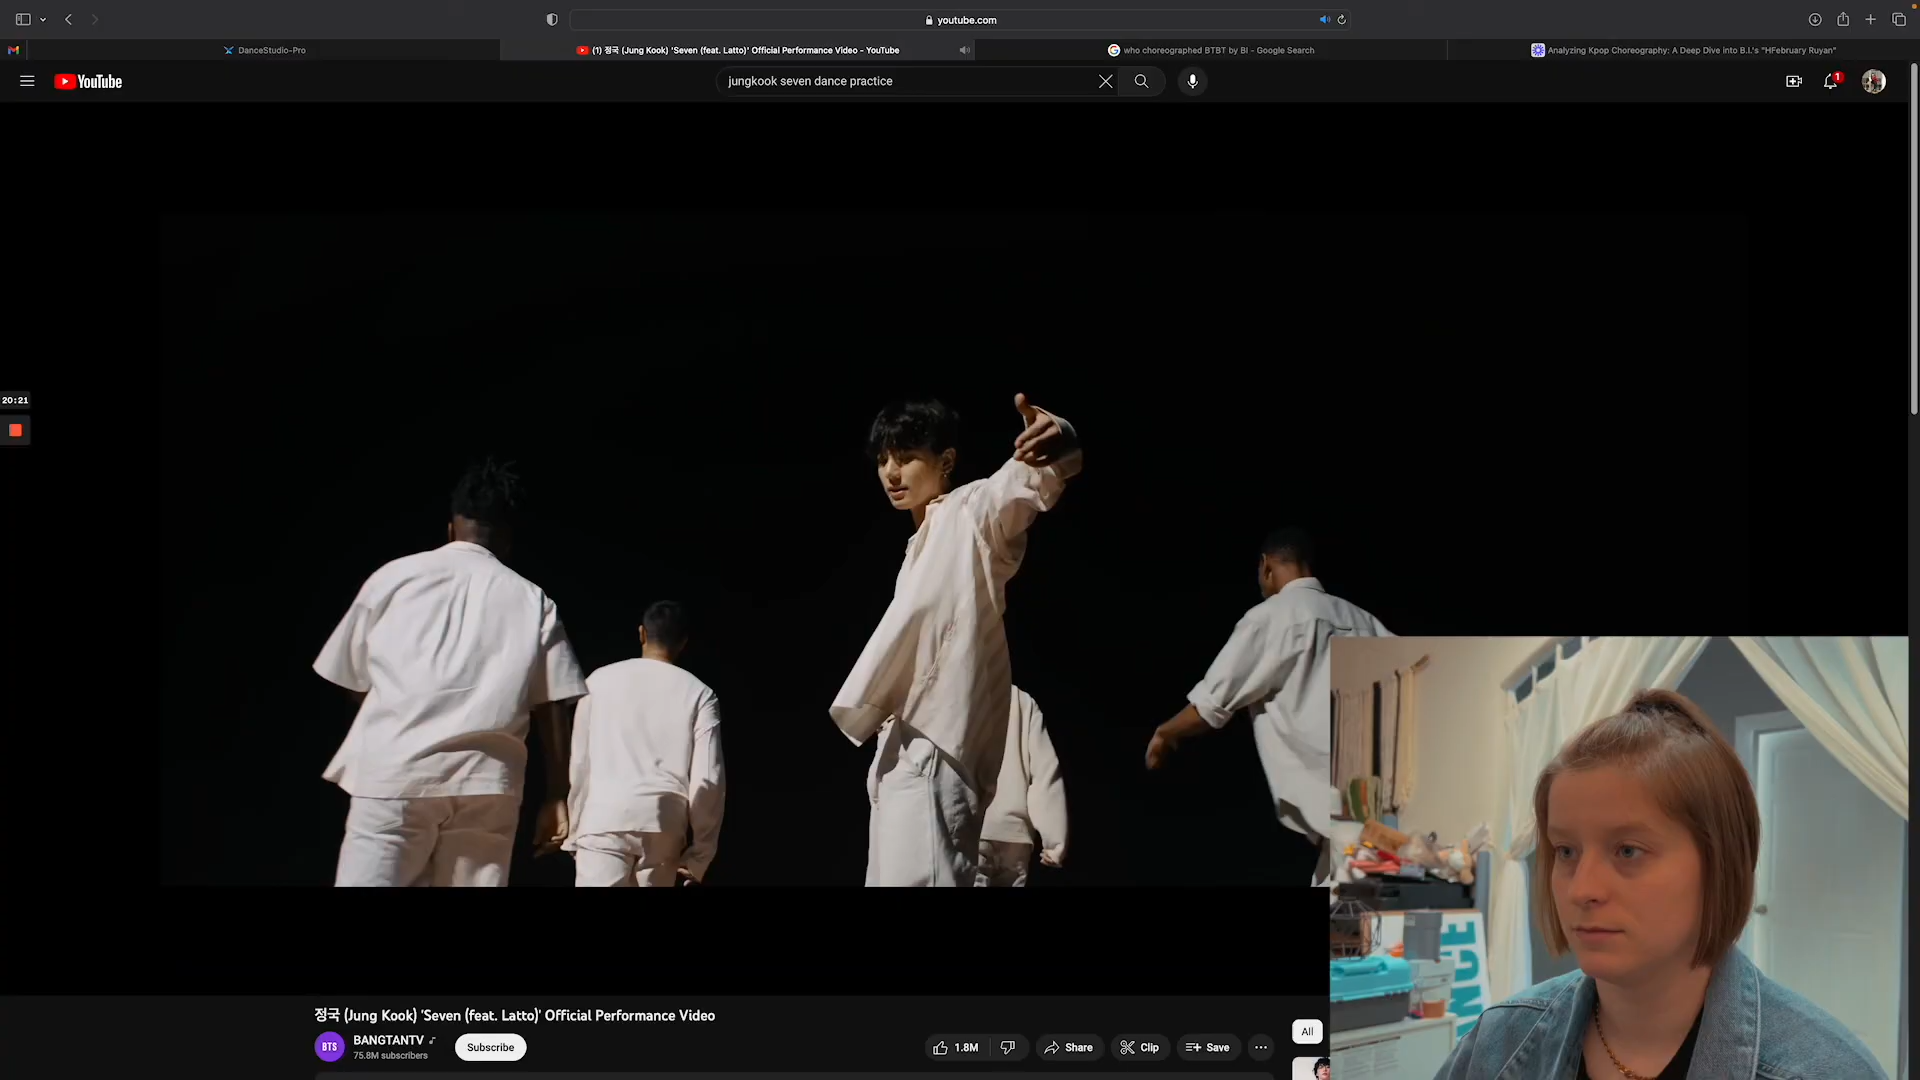 youtube.com
DanceStudio-Pro
(1) 정국 (Jung Kook) 'Seven (feat. Latto)' Official Performance Video - YouTube
who choreographed BTBT by BI - Google Search
Analyzing Kpop Choreography: A Deep Dive into B.I.'s "HFebruary Ruyan"
YouTube
jungkook seven dance practice
1
20:21
NCE
정국 (Jung Kook) 'Seven (feat. Latto)' Official Performance Video
BTS
BANGTANTV
75.8M subscribers
Subscribe
1.8M
Share
Clip
Save
All